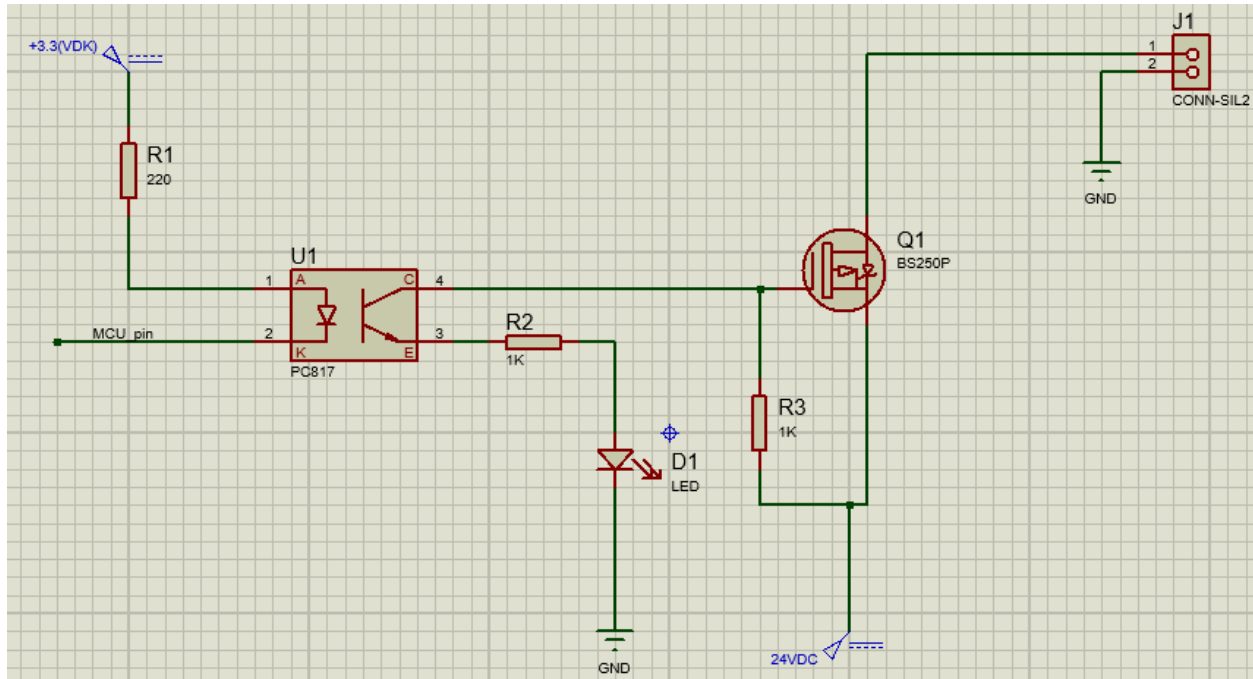 +3.3(VDK)
R1
220
U1
1
A
C
4
MCU_pin
2
K
E
3
PC817
R2
1K
D1
LED
GND
R3
1K
24VDC
Q1
BS250P
J1
1
2
CONN-SIL2
GND